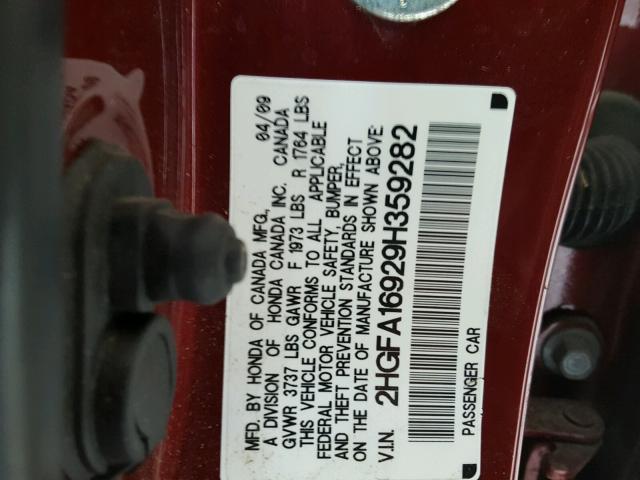 MFD. BY HONDA OF CANADA MFG., 04/09
A DIVISION OF HONDA CANADA INC. CANADA
GVWR 3737 LBS GAWR F 1973 LBS R 1764 LBS
THIS VEHICLE CONFORMS TO ALL APPLICABLE
FEDERAL MOTOR VEHICLE SAFETY, BUMPER,
AND THEFT PREVENTION STANDARDS IN EFFECT
ON THE DATE OF MANUFACTURE SHOWN ABOVE.
V.I.N. 2HGFA16929H359282
PASSENGER CAR